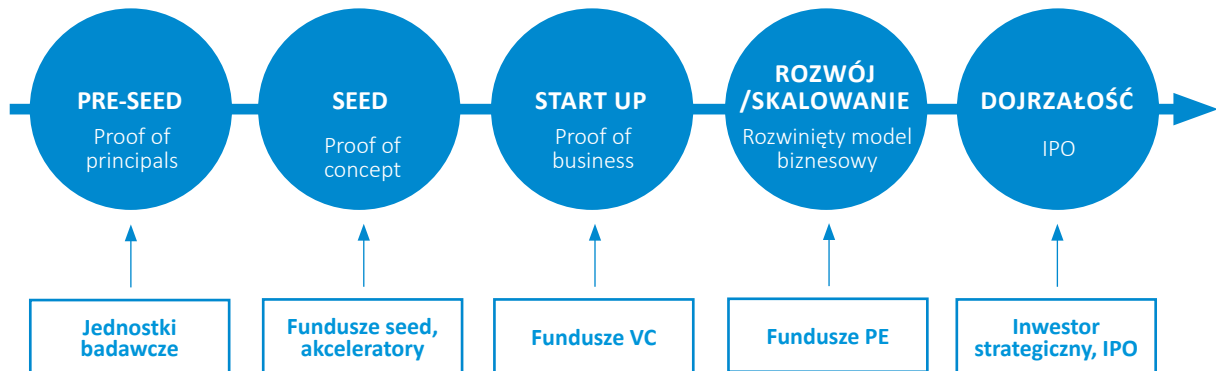 PRE-SEED
Proof of
principals
SEED
Proof of
concept
START UP
Proof of
business
ROZWÓJ
/SKALOWANIE
Rozwinięty model
biznesowy
DOJRZAŁOŚĆ
IPO
Jednostki
badawcze
Fundusze seed,
akceleratory
Fundusze VC
Fundusze PE
Inwestor
strategiczny, IPO